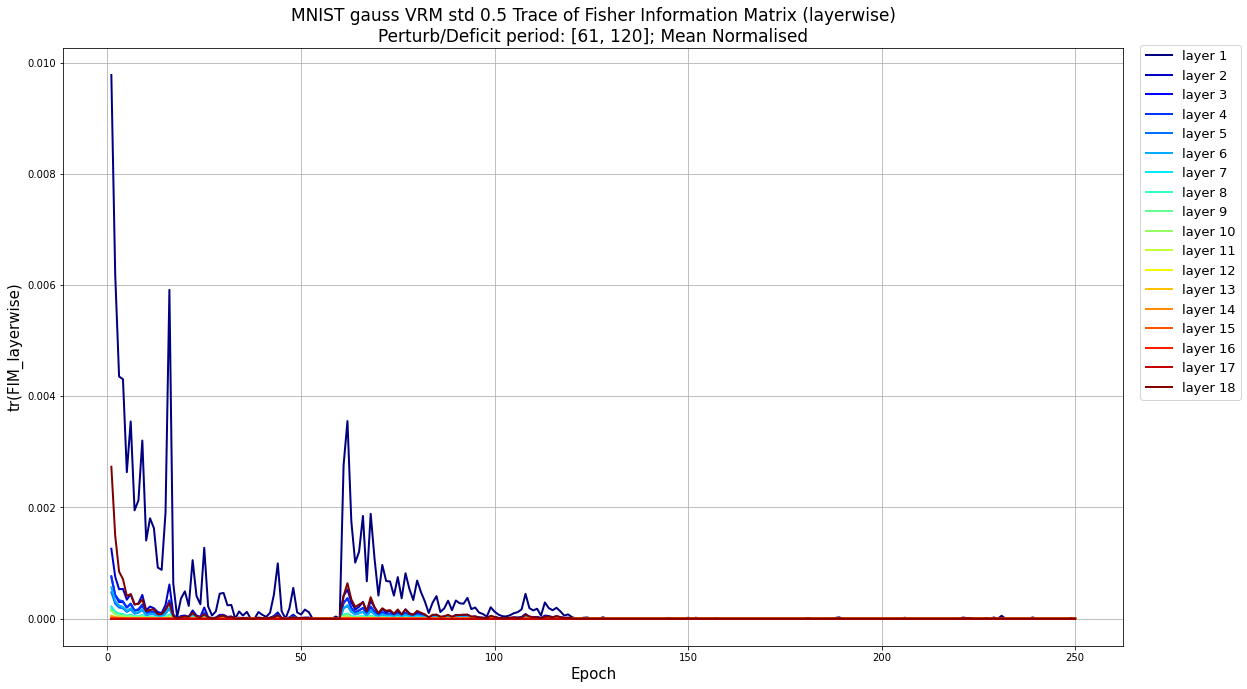 MNIST gauss VRM std 0.5 Trace of Fisher Information Matrix (layerwise)
Perturb/Deficit period: [61, 120]; Mean Normalised
tr(FIM_layerwise)
0.010
0.008
0.006
0.004
0.002
0.000
0
50
100
150
200
250
Epoch
layer 1
layer 2
layer 3
layer 4
layer 5
layer 6
layer 7
layer 8
layer 9
layer 10
layer 11
layer 12
layer 13
layer 14
layer 15
layer 16
layer 17
layer 18